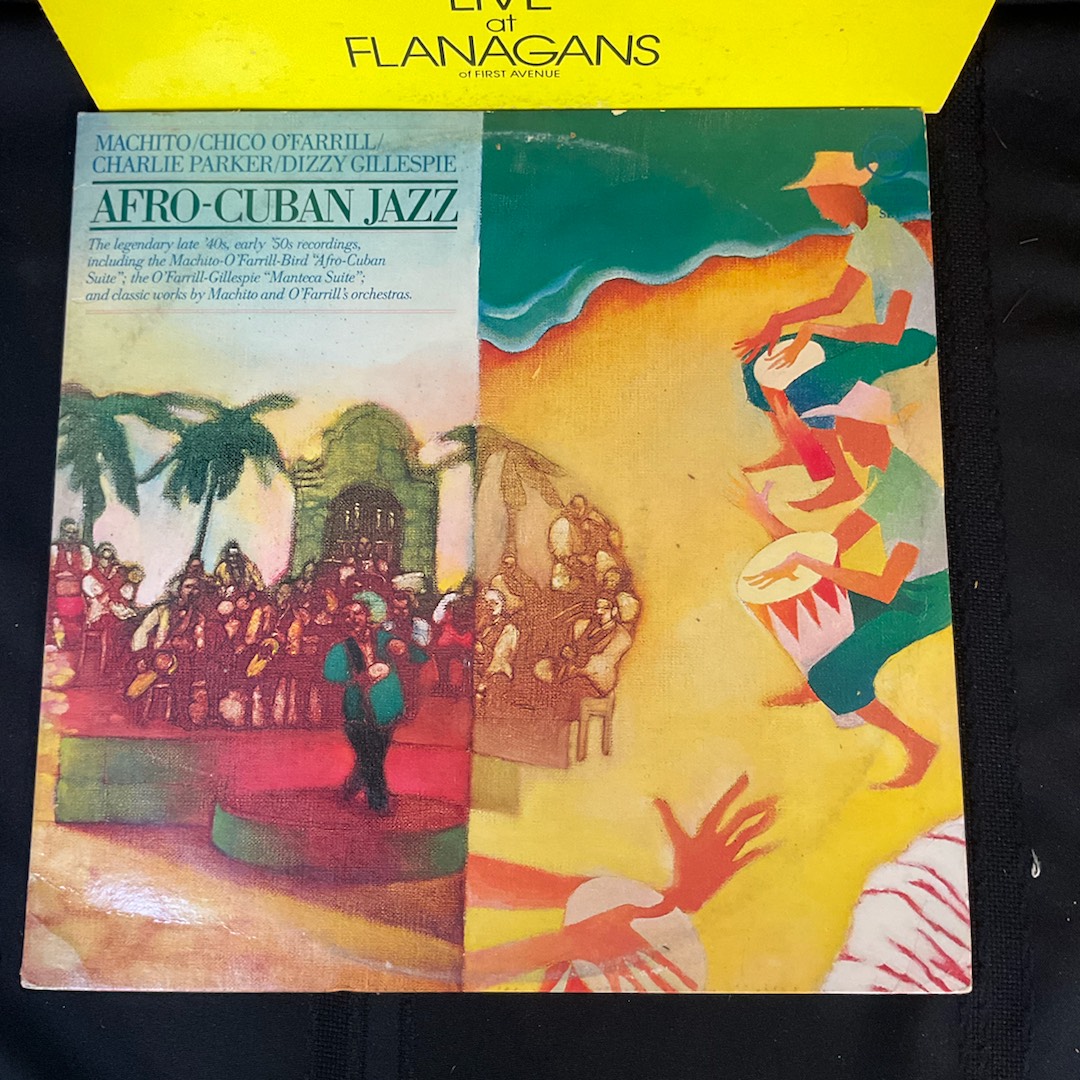 LIVE
at
FLANAGANS
of FIRST AVENUE
MACHITO/CHICO O'FARRILL/
CHARLIE PARKER/DIZZY GILLESPIE
AFRO-CUBAN JAZZ
The legendary late '40s, early '50s recordings,
including the Machito-O'Farrill-Bird "Afro-Cuban
Suite"; the O'Farrill-Gillespie "Manteca Suite";
and classic works by Machito and O'Farrill's orchestras.